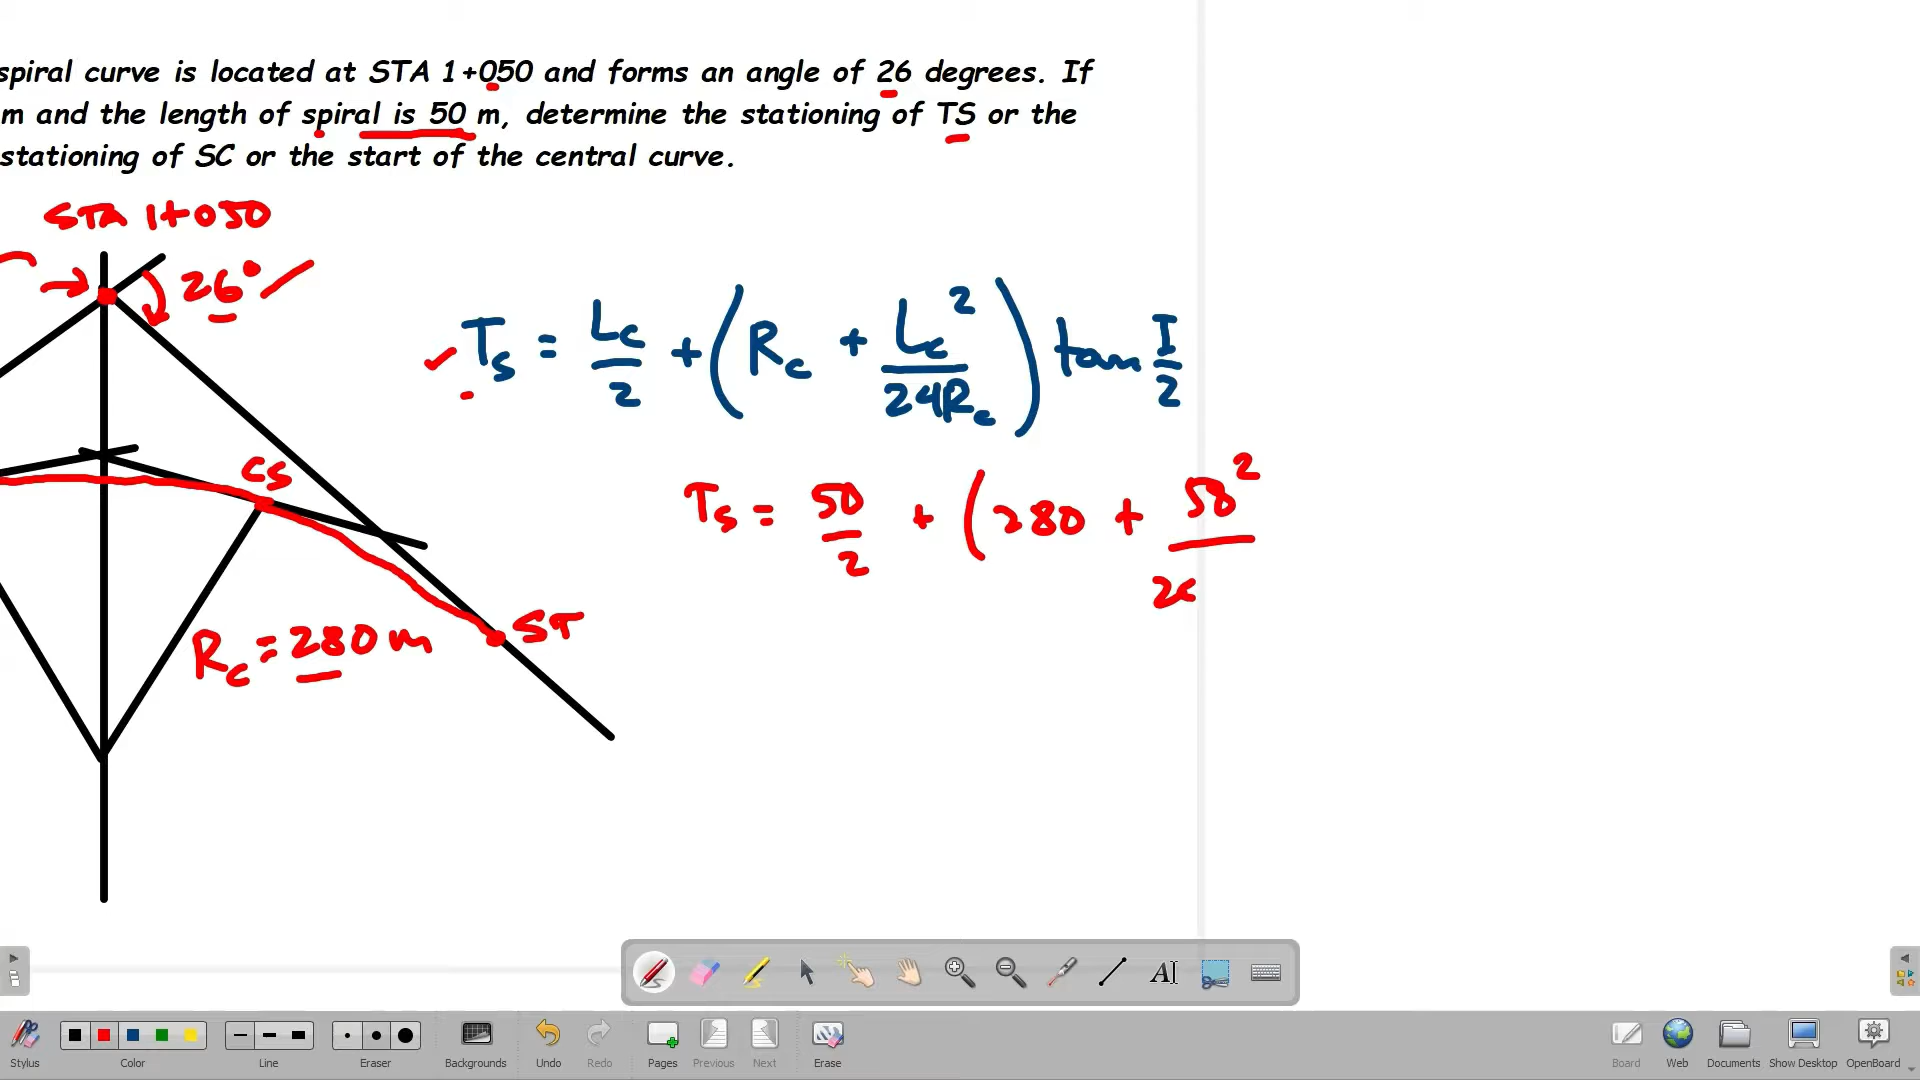 spiral curve is located at STA 1+050 and forms an angle of 26 degrees. If
m and the length of spiral is 50 m, determine the stationing of TS or the
stationing of SC or the start of the central curve.
STA 1+050
26°
Ts = Lc/2 + (Rc + Lc²/24Rc) tan I/2
CS
Ts = 50/2 + (280 + 50²/24
ST
Rc = 280 m
AI
Stylus
Color
Line
Eraser
Backgrounds
Undo
Redo
Pages
Previous
Next
Erase
Board
Web
Documents
Show Desktop
OpenBoard